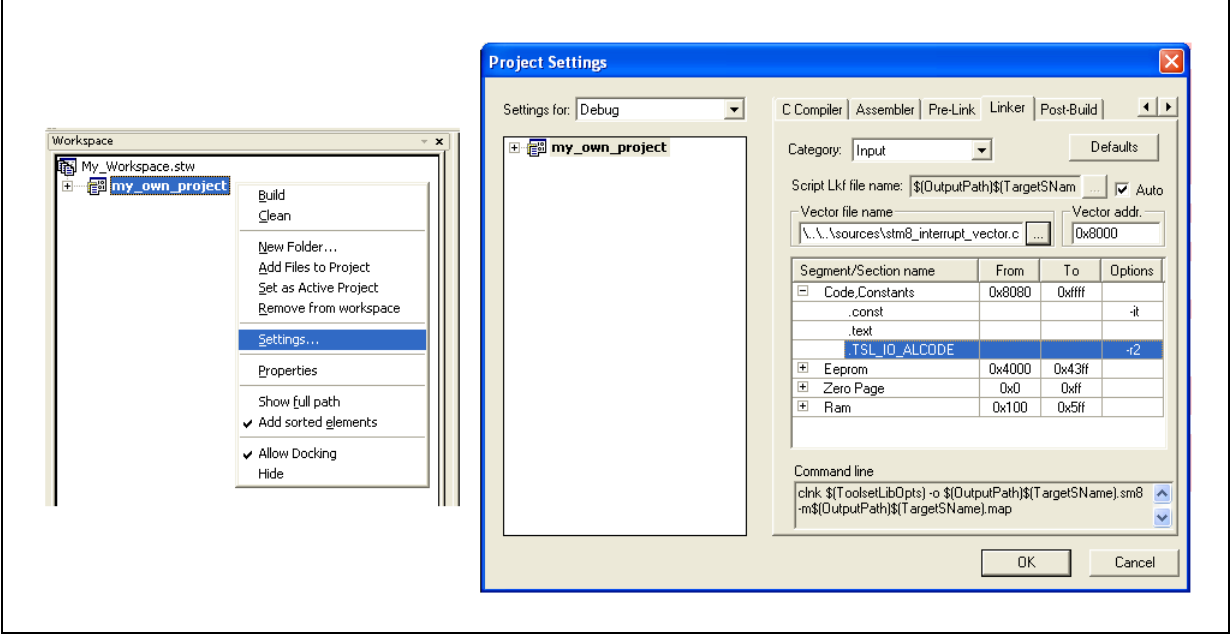 Workspace
My_Workspace.stw
my_own_project
Build
Clean
New Folder...
Add Files to Project
Set as Active Project
Remove from workspace
Settings...
Properties
Show full path
Add sorted elements
Allow Docking
Hide
Project Settings
Settings for: Debug
my_own_project
C Compiler Assembler Pre-Link Linker Post-Build
Category: Input Defaults
Script Lkf file name: $(OutputPath)$(TargetSNam ... Auto
Vector file name Vector addr.
\..\..\sources\stm8_interrupt_vector.c ... 0x8000
Segment/Section name From To Options
Code,Constants 0x8080 0xffff
.const -it
.text
.TSL_IO_ALCODE -r2
Eeprom 0x4000 0x43ff
Zero Page 0x0 0xff
Ram 0x100 0x5ff
Command line
clnk $(ToolsetLibOpts) -o $(OutputPath)$(TargetSName).sm8
-m$(OutputPath)$(TargetSName).map
OK Cancel